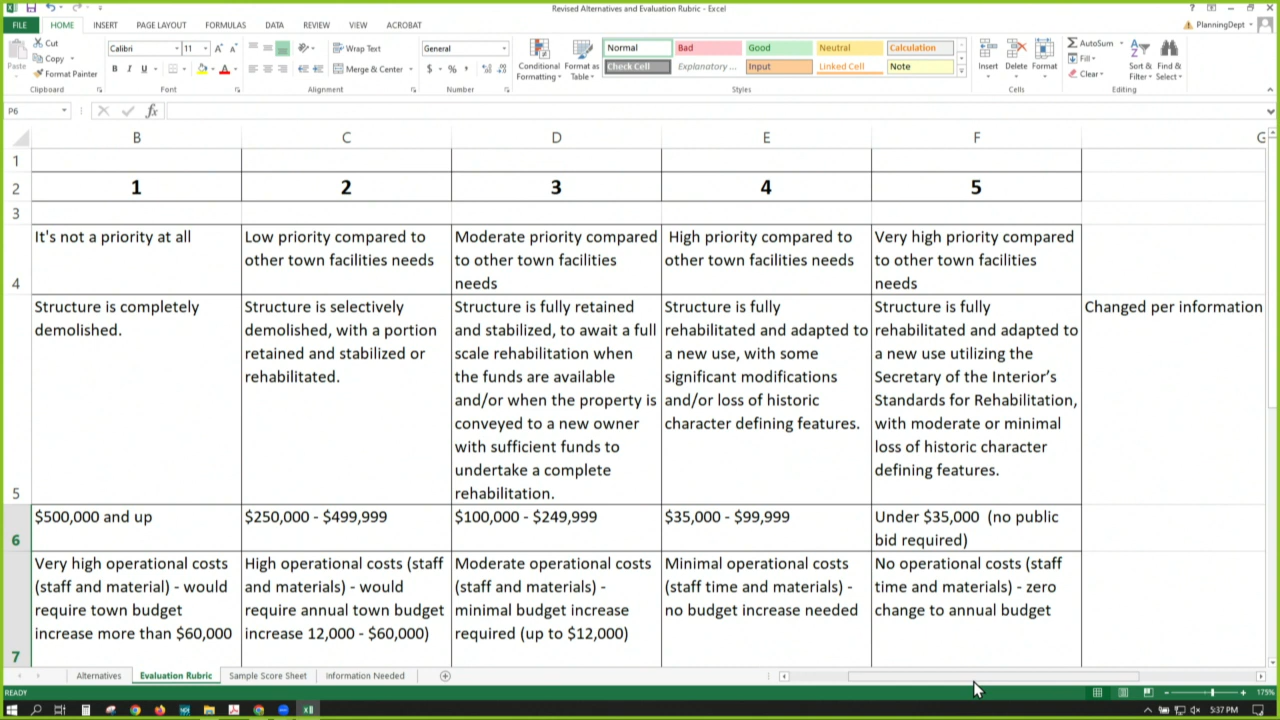 Revised Alternatives and Evaluation Rubric - Excel
FILE HOME INSERT PAGE LAYOUT FORMULAS DATA REVIEW VIEW ACROBAT PlanningDept
Paste
Cut
Copy
Format Painter
Clipboard
Calibri 11
B I U
Font
Wrap Text
Merge & Center
Alignment
General
$ % ,
Number
Conditional Formatting
Format as Table
Normal Bad Good Neutral Calculation
Check Cell Explanatory ... Input Linked Cell Note
Styles
Insert Delete Format
Cells
AutoSum
Fill
Clear
Sort & Filter
Find & Select
Editing
P6 fx
B C D E F G
1
2 1 2 3 4 5
3
4
It's not a priority at all
Low priority compared to
other town facilities needs
Moderate priority compared
to other town facilities
needs
High priority compared to
other town facilities needs
Very high priority compared
to other town facilities
needs
5
Structure is completely
demolished.
Structure is selectively
demolished, with a portion
retained and stabilized or
rehabilitated.
Structure is fully retained
and stabilized, to await a full
scale rehabilitation when
the funds are available
and/or when the property is
conveyed to a new owner
with sufficient funds to
undertake a complete
rehabilitation.
Structure is fully
rehabilitated and adapted to
a new use, with some
significant modifications
and/or loss of historic
character defining features.
Structure is fully
rehabilitated and adapted to
a new use utilizing the
Secretary of the Interior's
Standards for Rehabilitation,
with moderate or minimal
loss of historic character
defining features.
Changed per information
6
$500,000 and up
$250,000 - $499,999
$100,000 - $249,999
$35,000 - $99,999
Under $35,000 (no public
bid required)
7
Very high operational costs
(staff and material) - would
require town budget
increase more than $60,000
High operational costs (staff
and materials) - would
require annual town budget
increase 12,000 - $60,000)
Moderate operational costs
(staff and materials) -
minimal budget increase
required (up to $12,000)
Minimal operational costs
(staff time and materials) -
no budget increase needed
No operational costs (staff
time and materials) - zero
change to annual budget
Alternatives Evaluation Rubric Sample Score Sheet Information Needed
READY 175%
5:37 PM